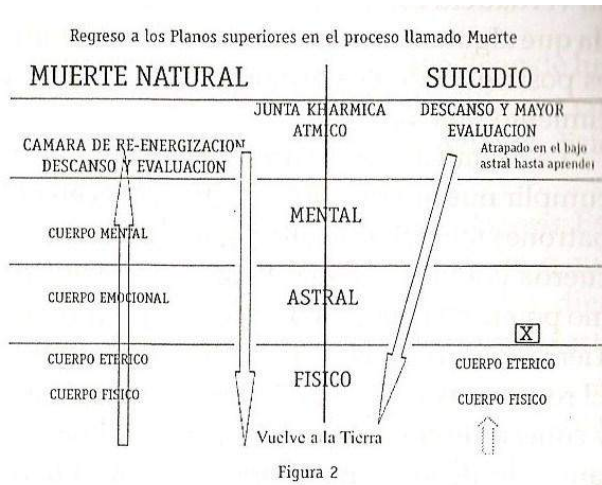 Regreso a los Planos superiores en el proceso llamado Muerte
MUERTE NATURAL
SUICIDIO
JUNTA KHARMICA
ATMICO
DESCANSO Y MAYOR
EVALUACION
Atrapado en el bajo
astral hasta aprender
CAMARA DE RE-ENERGIZACION
DESCANSO Y EVALUACION
MENTAL
CUERPO MENTAL
ASTRAL
CUERPO EMOCIONAL
X
FISICO
CUERPO ETERICO
CUERPO FISICO
CUERPO ETERICO
CUERPO FISICO
Vuelve a la Tierra
Figura 2